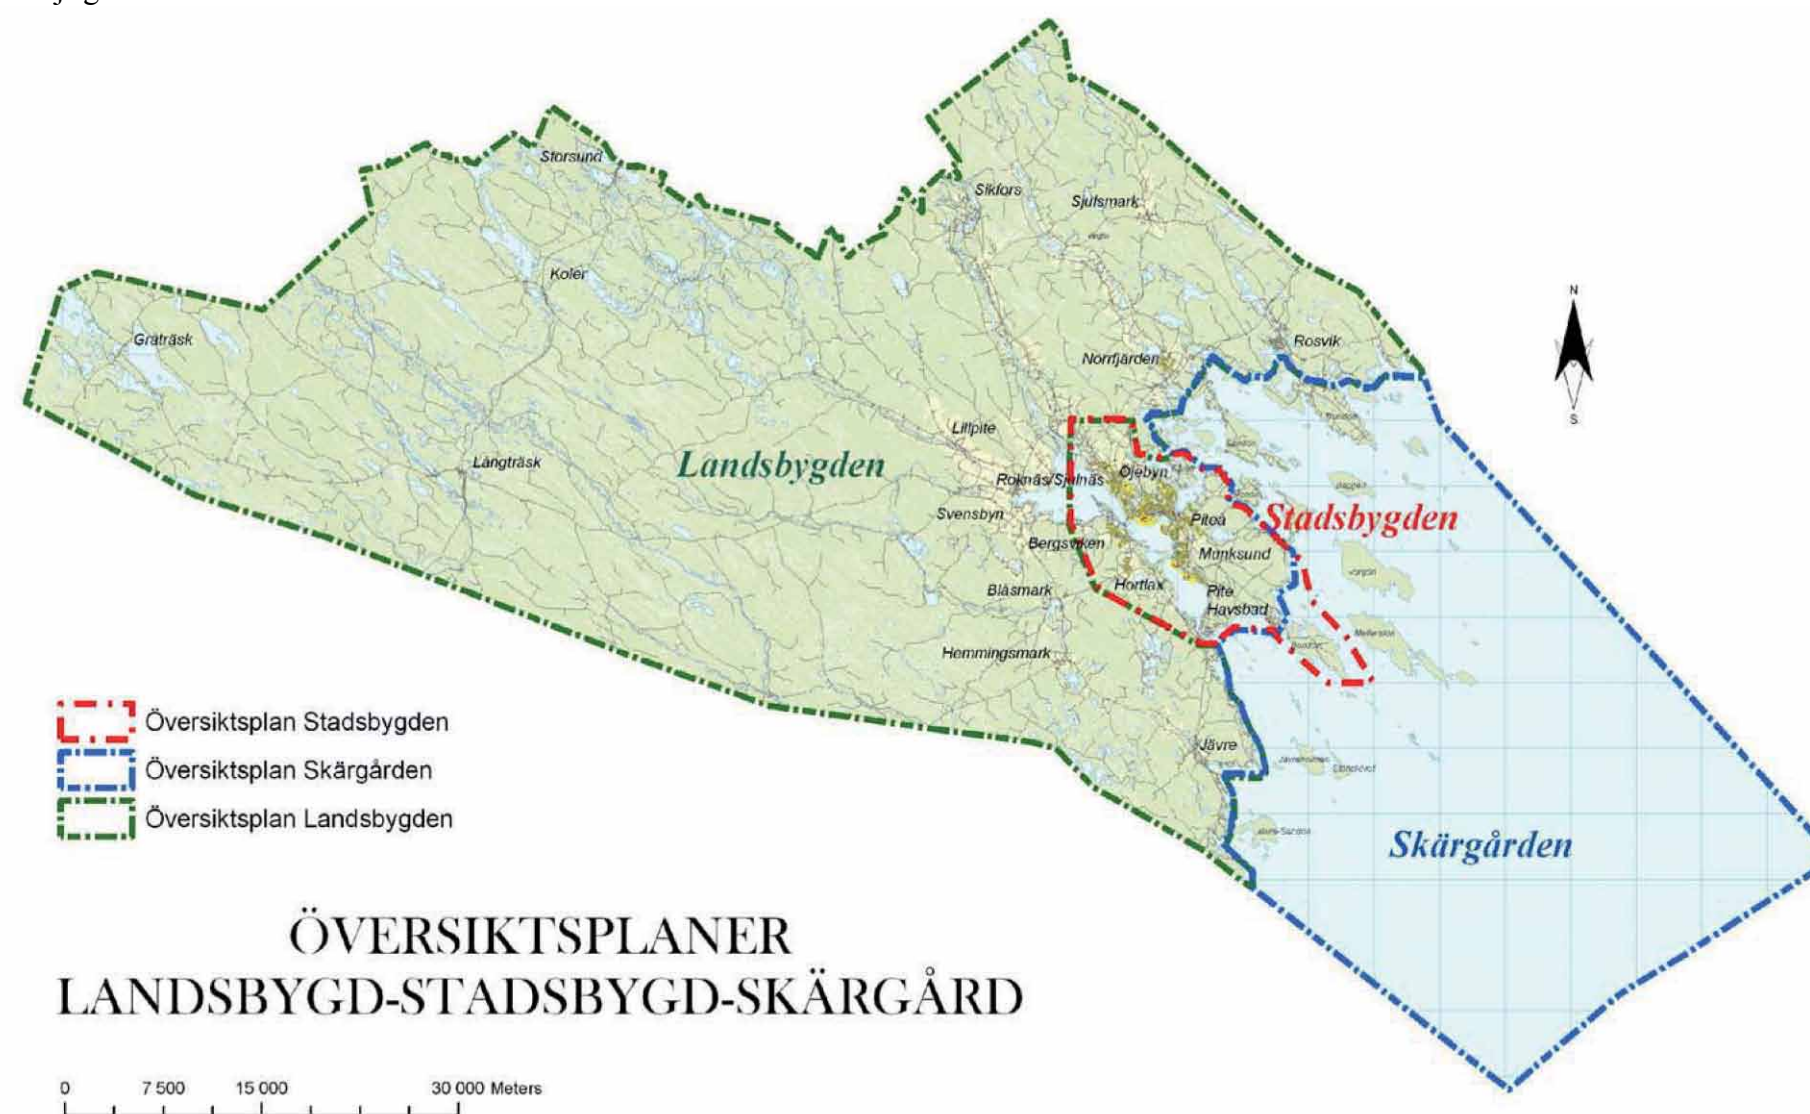 Storsund
Sikfors
Sjulsmark
Koler
N
Gråträsk
Rosvik
Norrfjärden
S
Lillpite
Långträsk
Landsbygden
Roknäs/Sjulnäs
Öjebyn
Svensbyn
Piteå
Stadsbygden
Bergsviken
Munksund
Hortlax
Blåsmark
Pite
Havsbad
Hemmingsmark
Översiktsplan Stadsbygden
Jävre
Översiktsplan Skärgården
Översiktsplan Landsbygden
Skärgården
ÖVERSIKTSPLANER
LANDSBYGD-STADSBYGD-SKÄRGÅRD
0 7 500 15 000 30 000 Meters